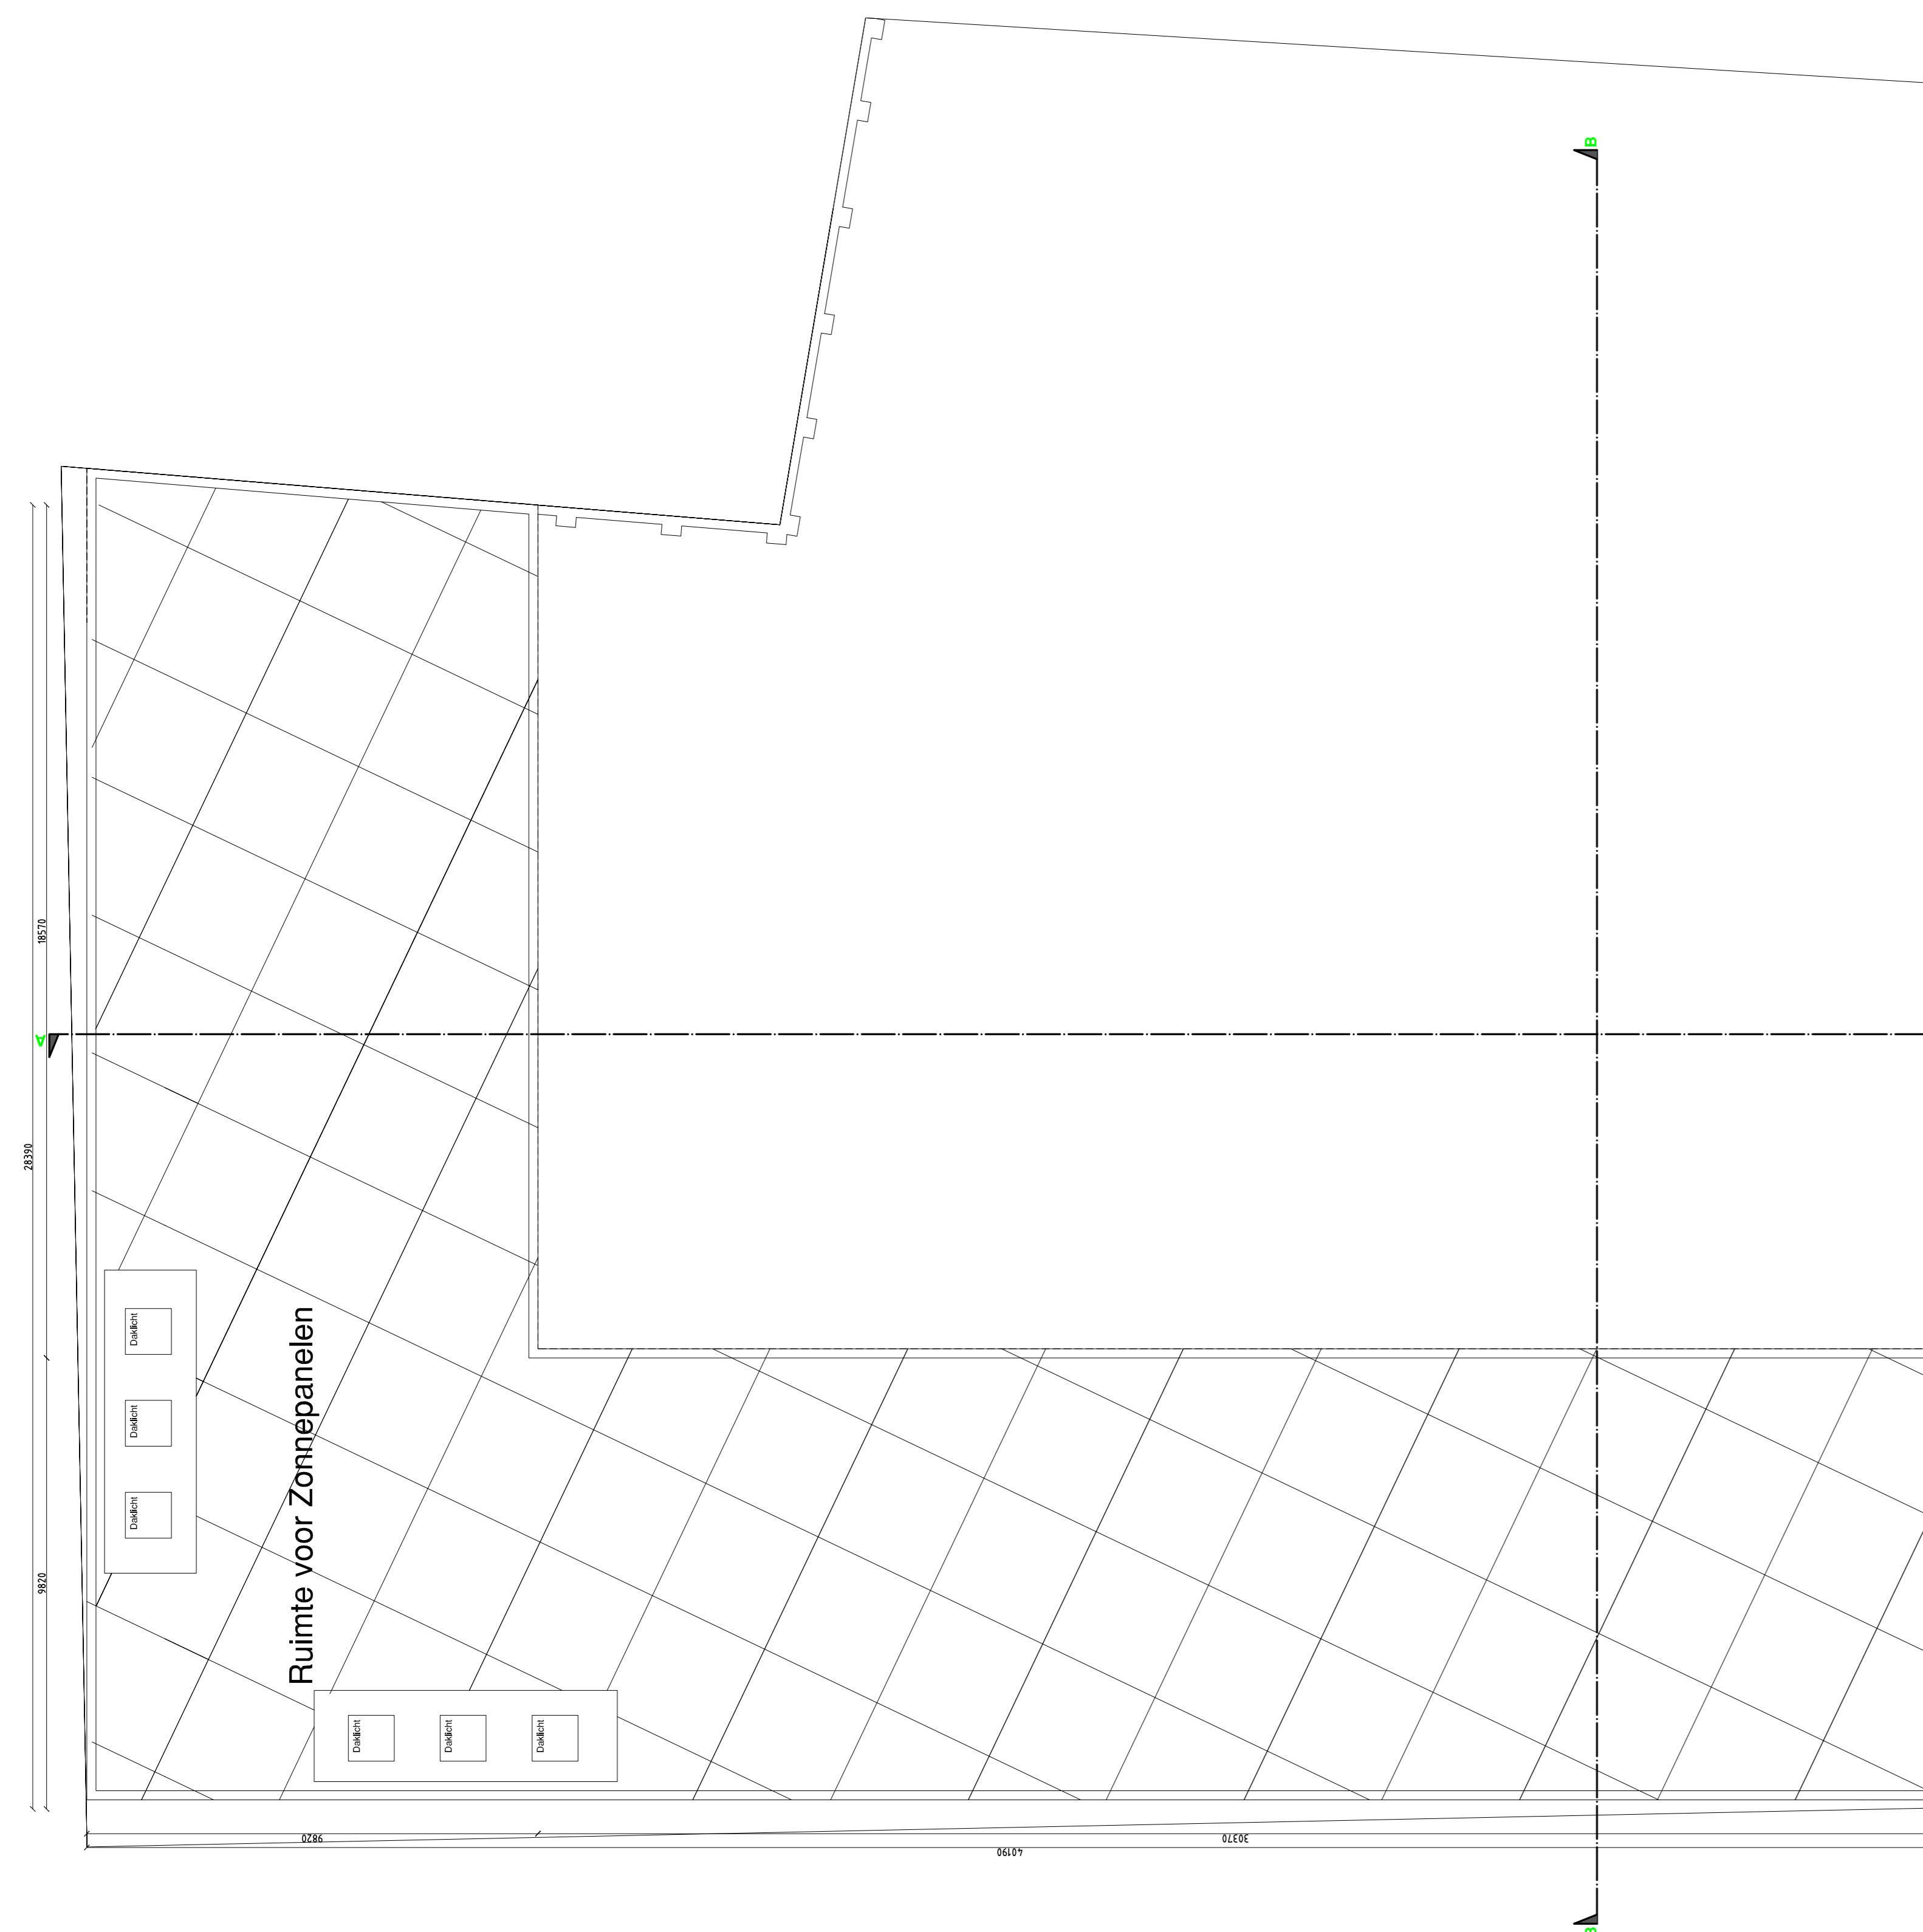 B
18570
A
28390
Daklicht
Daklicht
Daklicht
Ruimte voor Zonnepanelen
9820
Daklicht
Daklicht
Daklicht
9820
30370
40190
B